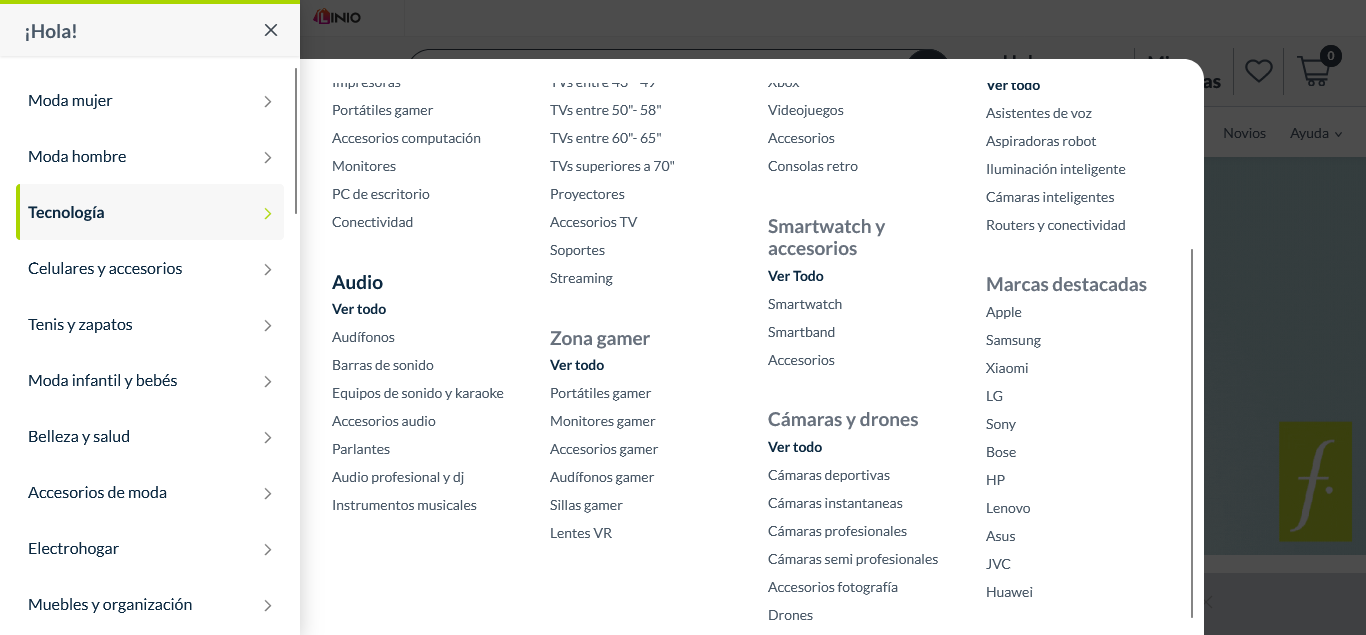 LINIO
¡Hola!
0
Novios
Ayuda
Moda mujer
Moda hombre
Tecnología
Celulares y accesorios
Tenis y zapatos
Moda infantil y bebés
Belleza y salud
Accesorios de moda
Electrohogar
Muebles y organización
Impresoras
Portátiles gamer
Accesorios computación
Monitores
PC de escritorio
Conectividad
Audio
Ver todo
Audífonos
Barras de sonido
Equipos de sonido y karaoke
Accesorios audio
Parlantes
Audio profesional y dj
Instrumentos musicales
TVs entre 50"- 58"
TVs entre 60"- 65"
TVs superiores a 70"
Proyectores
Accesorios TV
Soportes
Streaming
Zona gamer
Ver todo
Portátiles gamer
Monitores gamer
Accesorios gamer
Audífonos gamer
Sillas gamer
Lentes VR
Xbox
Videojuegos
Accesorios
Consolas retro
Smartwatch y
accesorios
Ver Todo
Smartwatch
Smartband
Accesorios
Cámaras y drones
Ver todo
Cámaras deportivas
Cámaras instantaneas
Cámaras profesionales
Cámaras semi profesionales
Accesorios fotografía
Drones
Ver todo
Asistentes de voz
Aspiradoras robot
Iluminación inteligente
Cámaras inteligentes
Routers y conectividad
Marcas destacadas
Apple
Samsung
Xiaomi
LG
Sony
Bose
HP
Lenovo
Asus
JVC
Huawei
f.